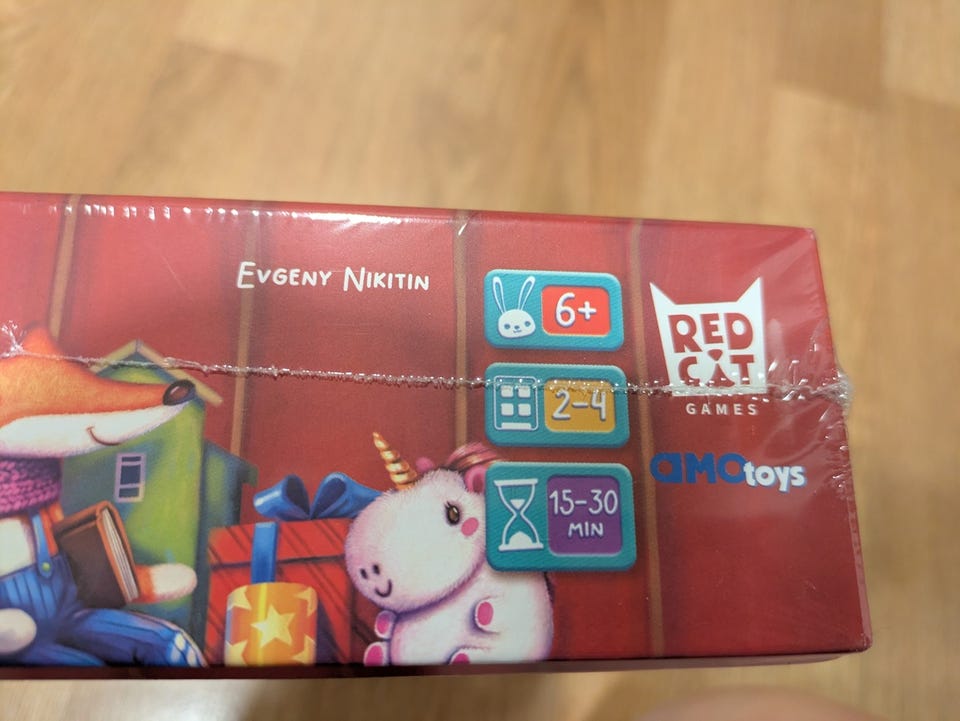 EVGENY NIKITIN
6+
2-4
15-30
MIN
RED
CAT
GAMES
amotoys